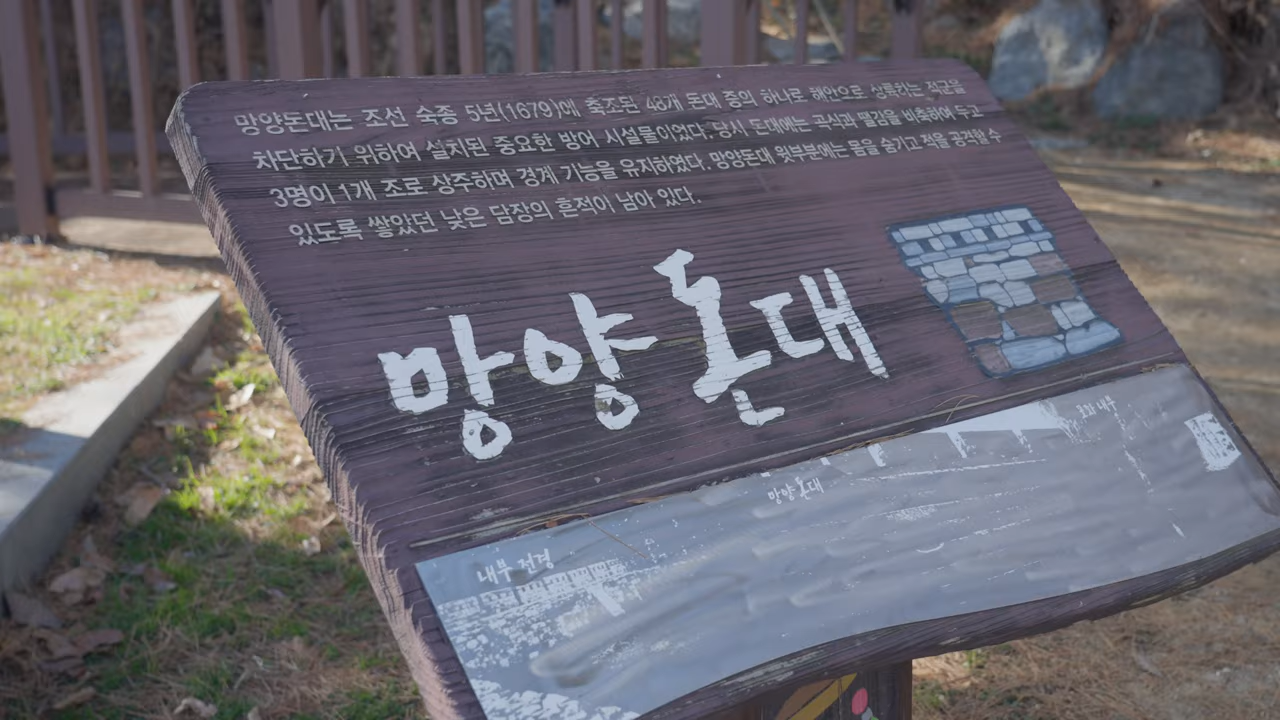 망양돈대는 조선 숙종 5년(1679)에 축조된 48개 돈대 중의 하나로 해안으로 상륙하는 적군을
차단하기 위하여 설치된 중요한 방어 시설물이었다. 당시 돈대에는 곡식과 땔감을 비축하여 두고
3명이 1개 조로 상주하며 경계 기능을 유지하였다. 망양돈대 윗부분에는 몸을 숨기고 적을 공격할 수
있도록 쌓았던 낮은 담장의 흔적이 남아 있다.
망양돈대
포좌 내부
망양돈대
내부 전경